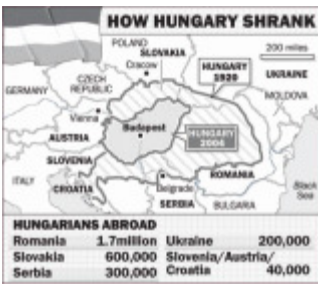 HOW HUNGARY SHRANK
POLAND
SLOVAKIA
Cracow
200 miles
HUNGARY
1920
UKRAINE
CZECH
REPUBLIC
GERMANY
MOLDOVA
Vienna
Budapest
AUSTRIA
HUNGARY
2004
SLOVENIA
ROMANIA
ITALY
CROATIA
Belgrade
Black
Sea
SERBIA
BULGARIA
HUNGARIANS ABROAD
Romania 1.7million Ukraine 200,000
Slovakia 600,000 Slovenia/Austria/
Serbia 300,000 Croatia 40,000